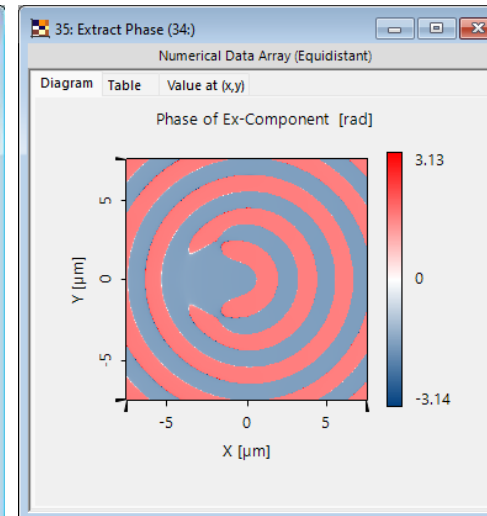 35: Extract Phase (34:)
Numerical Data Array (Equidistant)
Diagram Table Value at (x,y)
Phase of Ex-Component [rad]
3.13
0
-3.14
Y [µm]
5
0
-5
-5 0 5
X [µm]